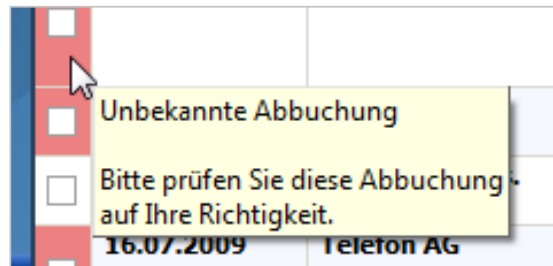 Unbekannte Abbuchung
Bitte prüfen Sie diese Abbuchung
auf Ihre Richtigkeit.
16.07.2009 Telefon AG